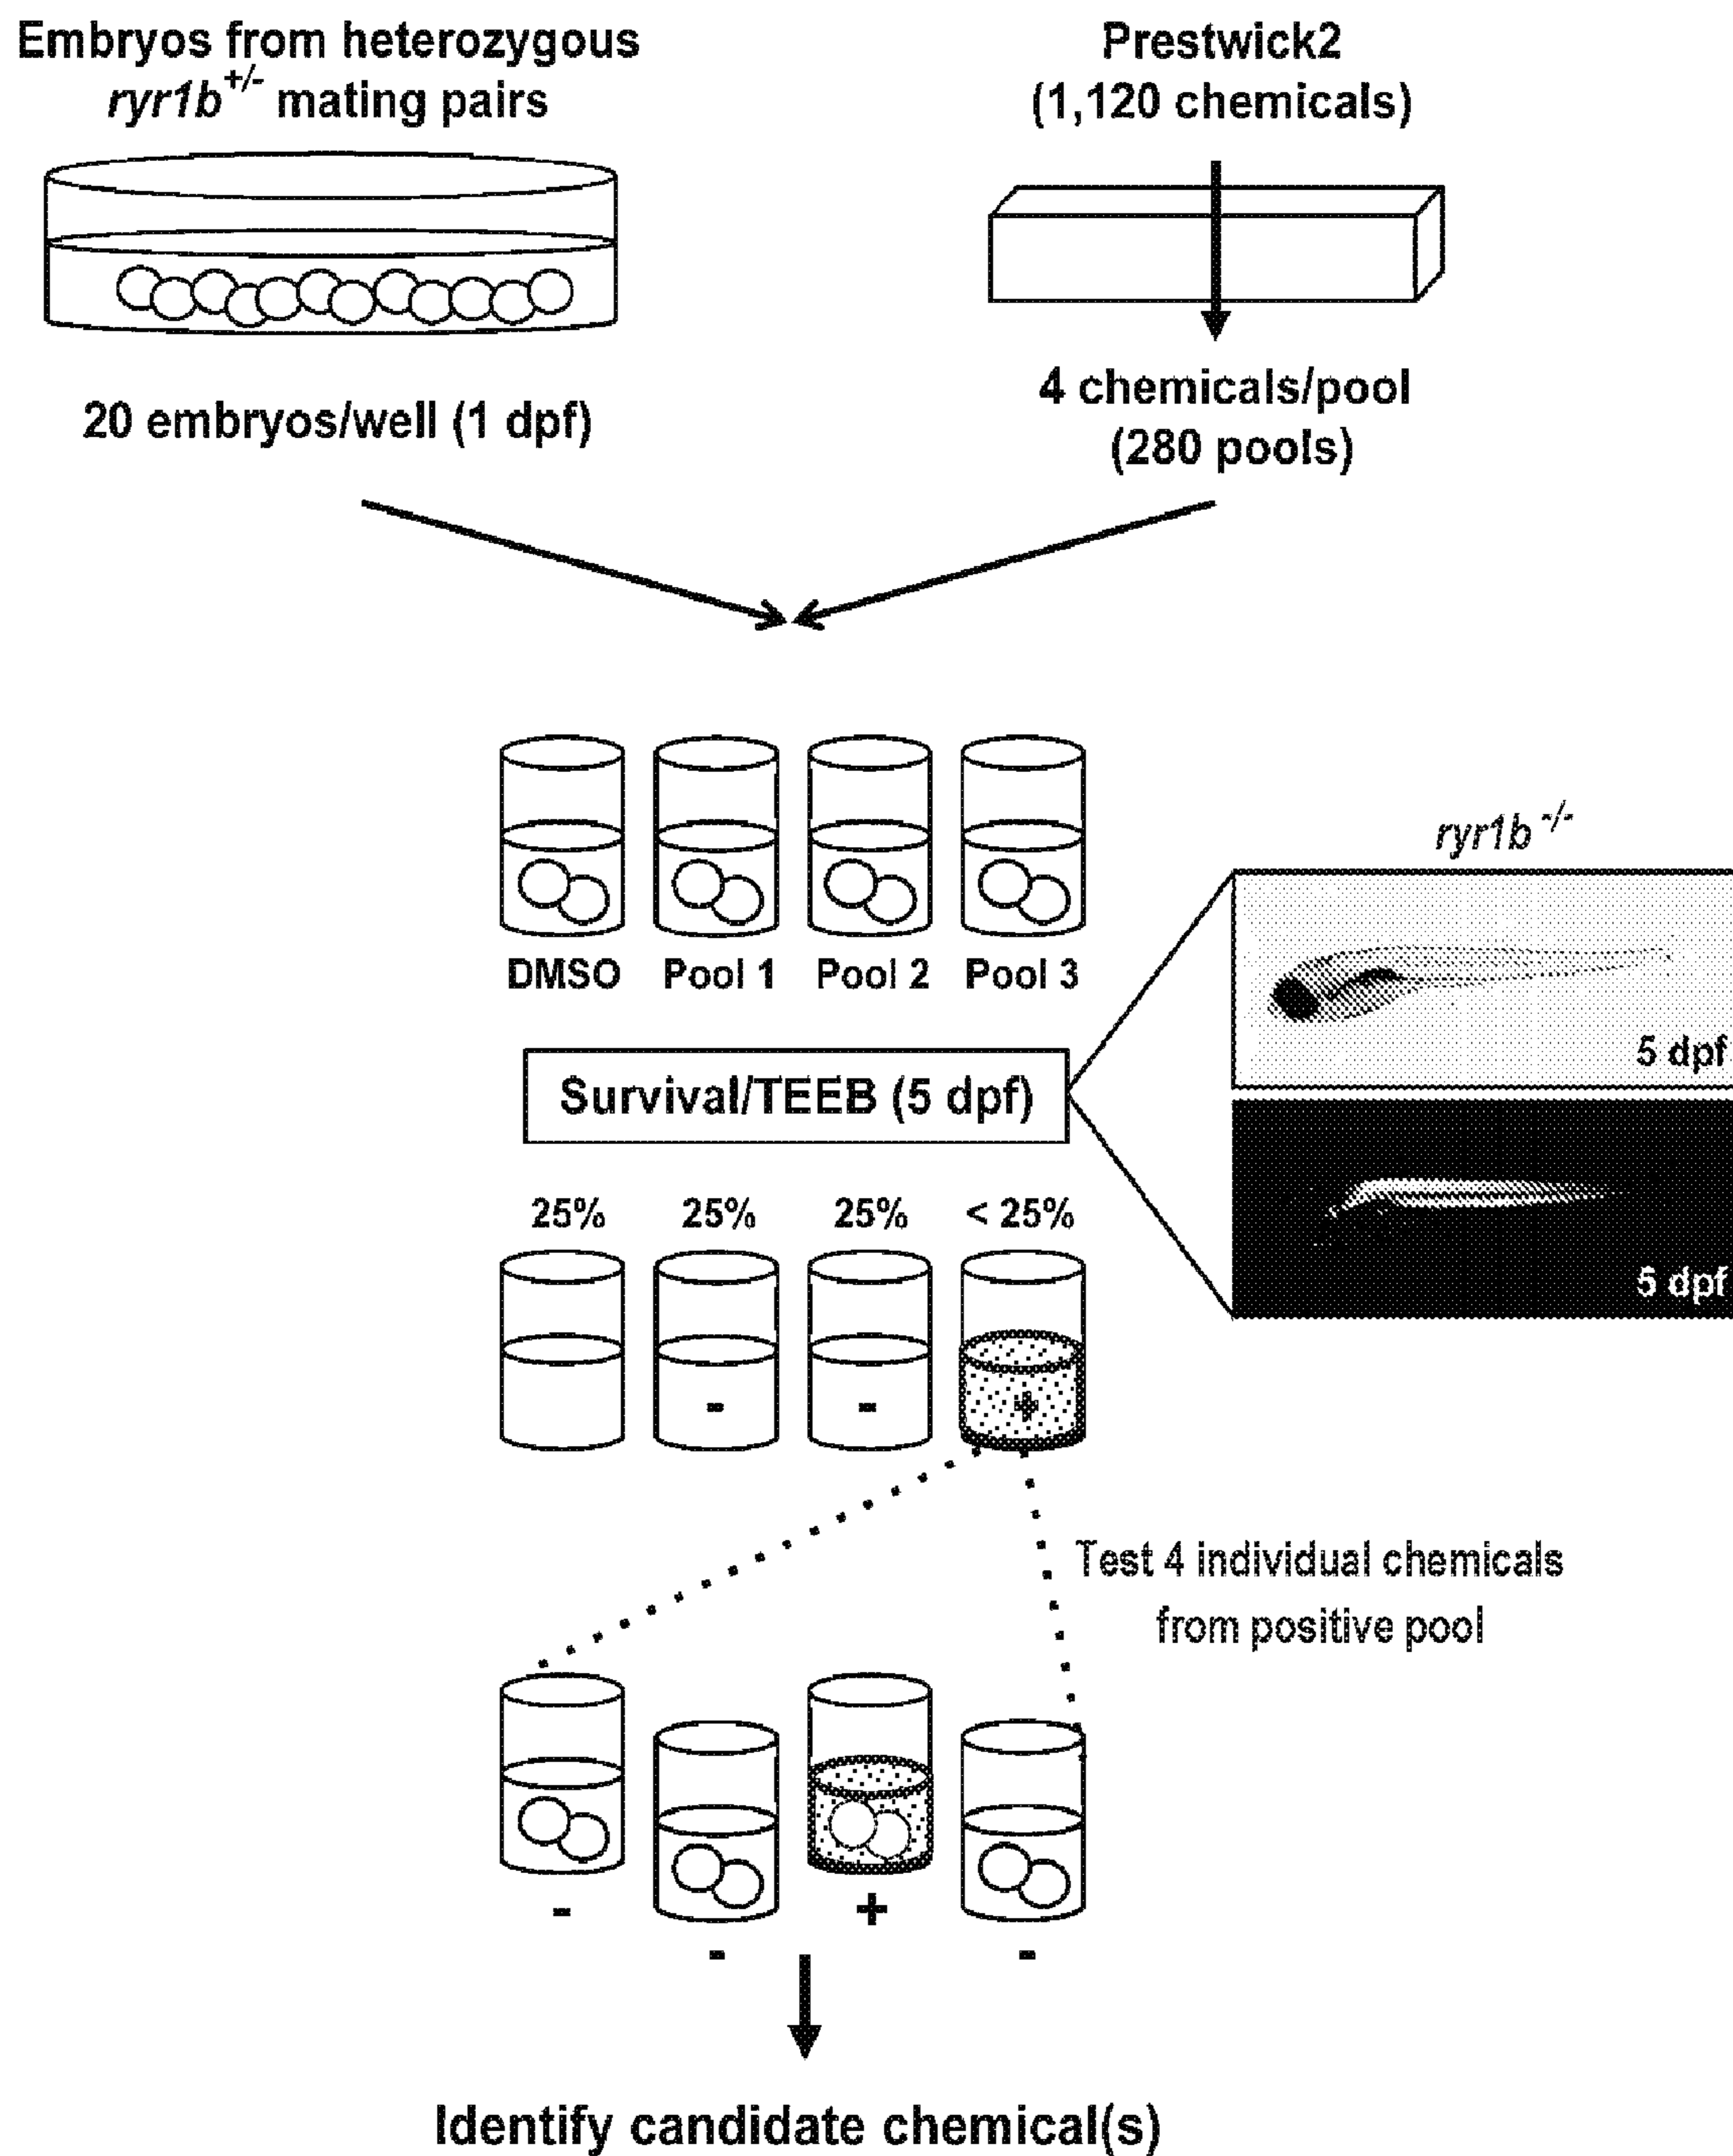 Embryos from heterozygous
ryr1b+/- mating pairs
20 embryos/well (1 dpf)
Prestwick2
(1,120 chemicals)
4 chemicals/pool
(280 pools)
DMSO Pool 1 Pool 2 Pool 3
ryr1b -/-
5 dpf
5 dpf
Survival/TEEB (5 dpf)
25% 25% 25% < 25%
- - +
Test 4 individual chemicals
from positive pool
- +
- -
Identify candidate chemical(s)